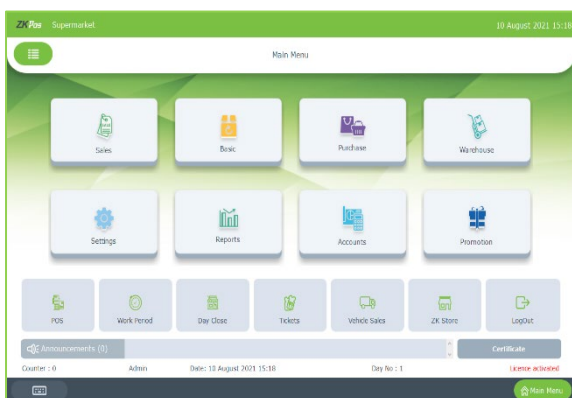 ZKPos Supermarket 10 August 2021 15:18
Main Menu
Sales Basic Purchase Warehouse
Settings Reports Accounts Promotion
POS Work Period Day Close Tickets Vehicle Sales ZK Store LogOut
Announcements (0) Certificate
Counter : 0 Admin Date: 10 August 2021 15:18 Day No : 1 Licence activated
Main Menu